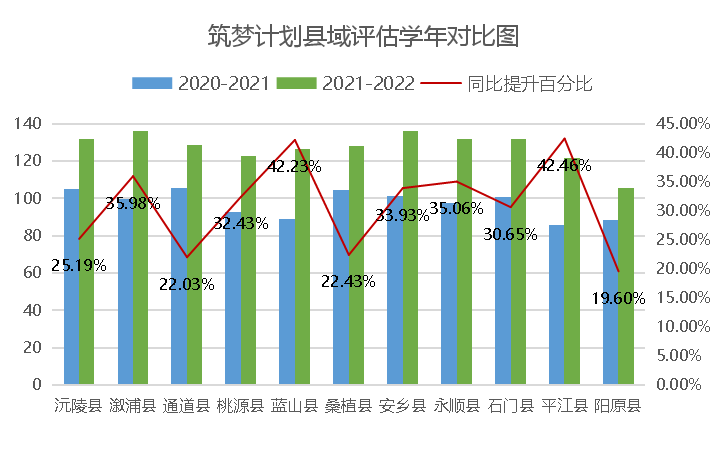 筑梦计划县域评估学年对比图
2020-2021 2021-2022 同比提升百分比
140 45.00%
120 40.00%
100 35.00%
80 30.00%
60 25.00%
40 20.00%
20 15.00%
0 10.00%
5.00%
0.00%
25.19% 35.98% 22.03% 32.43% 42.23% 22.43% 33.93% 35.06% 30.65% 42.46% 19.60%
沅陵县 溆浦县 通道县 桃源县 蓝山县 桑植县 安乡县 永顺县 石门县 平江县 阳原县